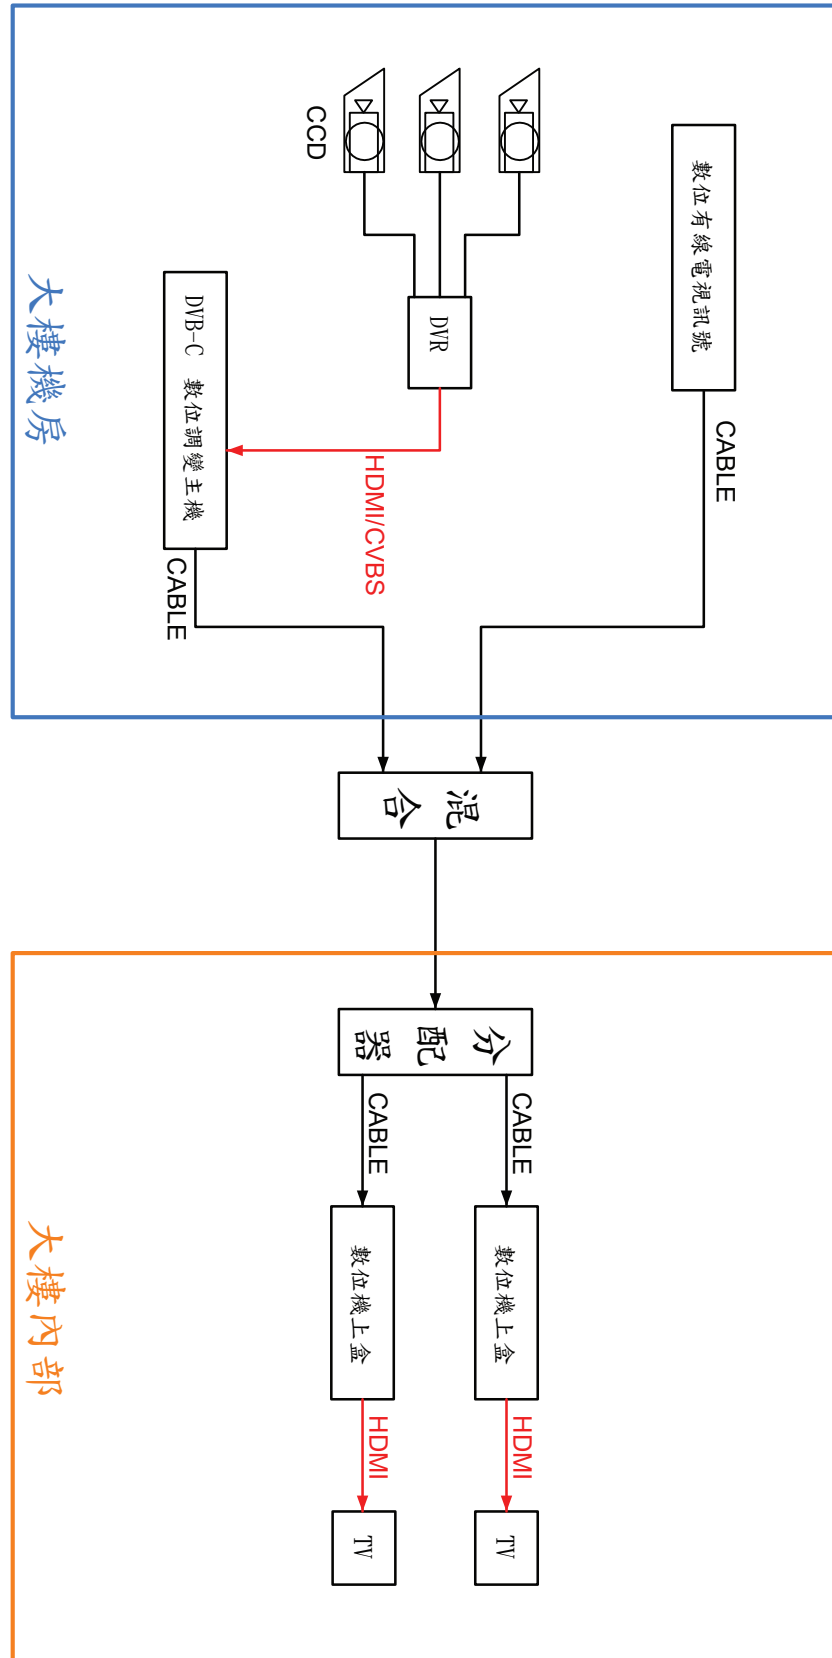 數位有線電視訊號
CCD
DVR
CABLE
HDMI/CVBS
DVB-C 數位調變主機
CABLE
大樓機房
混合
分配器
CABLE
CABLE
數位機上盒
數位機上盒
HDMI
HDMI
TV
TV
大樓內部